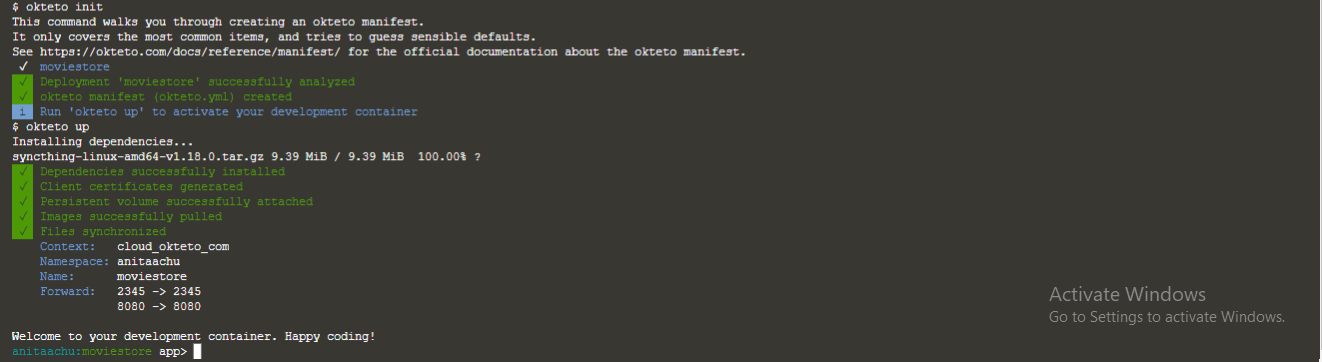 $ okteto init
This command walks you through creating an okteto manifest.
It only covers the most common items, and tries to guess sensible defaults.
See https://okteto.com/docs/reference/manifest/ for the official documentation about the okteto manifest.
✓ moviestore
✓ Deployment 'moviestore' successfully analyzed
✓ okteto manifest (okteto.yml) created
i Run 'okteto up' to activate your development container
$ okteto up
Installing dependencies...
syncthing-linux-amd64-v1.18.0.tar.gz 9.39 MiB / 9.39 MiB 100.00% ?
✓ Dependencies successfully installed
✓ Client certificates generated
✓ Persistent volume successfully attached
✓ Images successfully pulled
✓ Files synchronized
Context: cloud_okteto_com
Namespace: anitaachu
Name: moviestore
Forward: 2345 -> 2345
8080 -> 8080
Welcome to your development container. Happy coding!
anitaachu:moviestore app>
Activate Windows
Go to Settings to activate Windows.